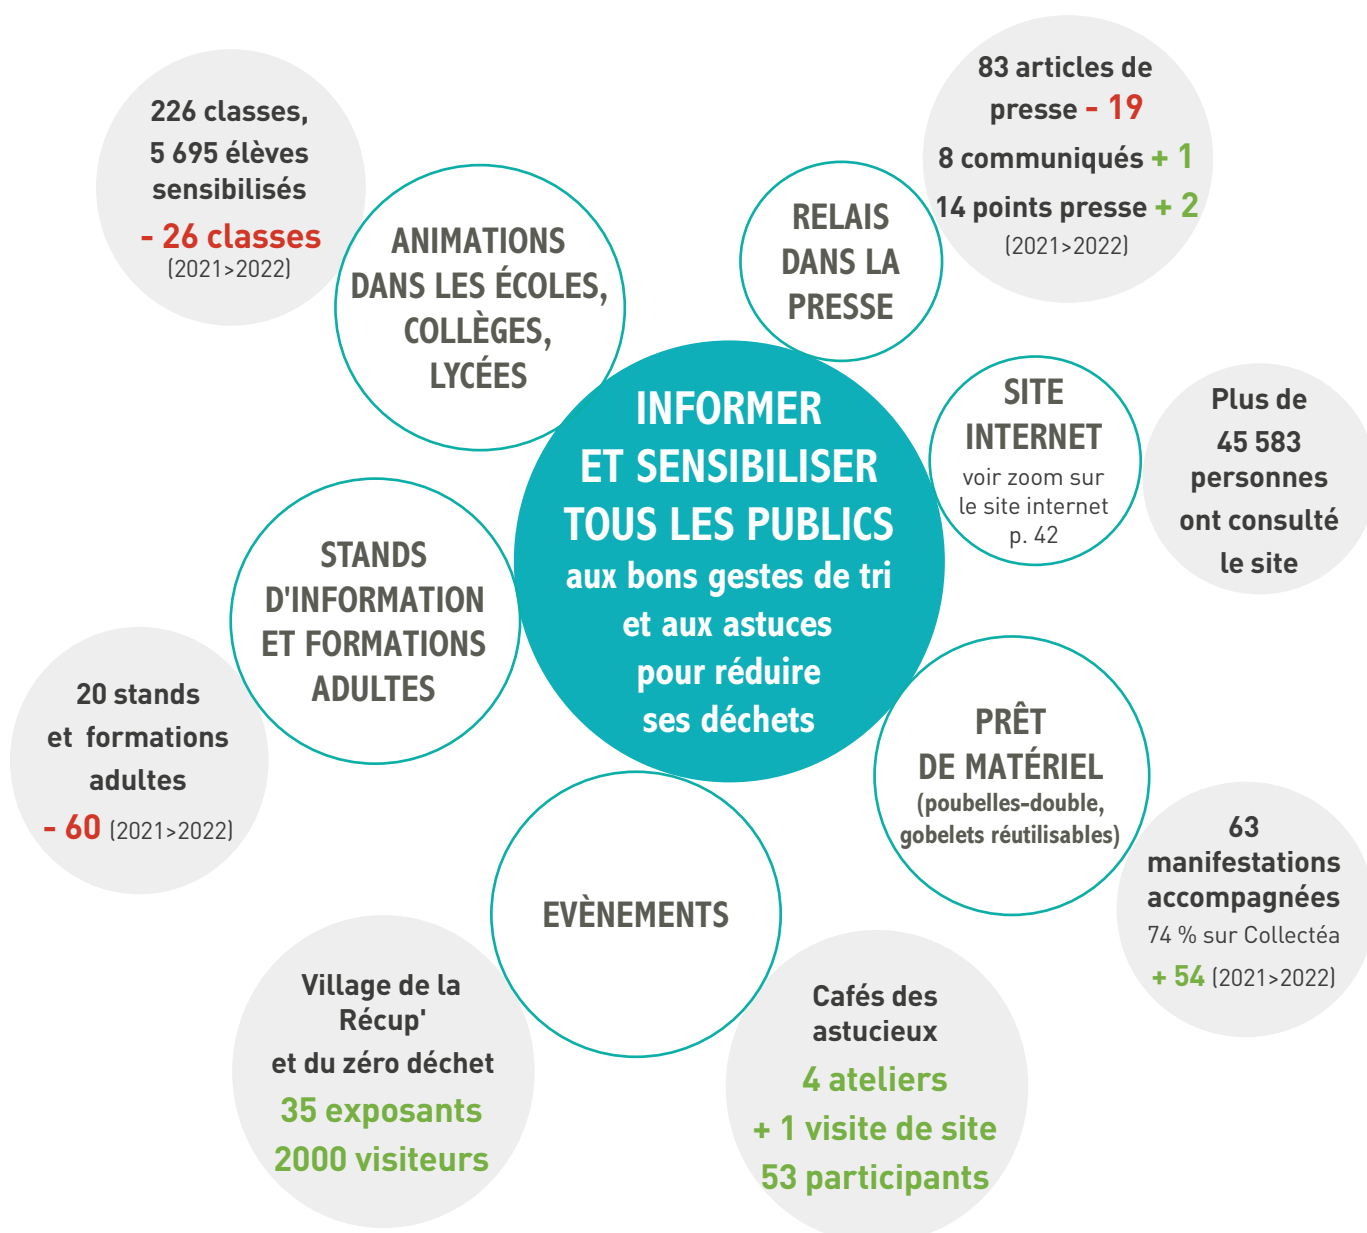 226 classes,
5 695 élèves
sensibilisés
- 26 classes
(2021>2022)
ANIMATIONS
DANS LES ÉCOLES,
COLLÈGES,
LYCÉES
RELAIS
DANS LA
PRESSE
83 articles de
presse - 19
8 communiqués + 1
14 points presse + 2
(2021>2022)
INFORMER
ET SENSIBILISER
TOUS LES PUBLICS
aux bons gestes de tri
et aux astuces
pour réduire
ses déchets
SITE
INTERNET
voir zoom sur
le site internet
p. 42
Plus de
45 583
personnes
ont consulté
le site
STANDS
D'INFORMATION
ET FORMATIONS
ADULTES
20 stands
et formations
adultes
- 60 (2021>2022)
PRÊT
DE MATÉRIEL
(poubelles-double,
gobelets réutilisables)
63
manifestations
accompagnées
74 % sur Collectéa
+ 54 (2021>2022)
EVÈNEMENTS
Village de la
Récup'
et du zéro déchet
35 exposants
2000 visiteurs
Cafés des
astucieux
4 ateliers
+ 1 visite de site
53 participants